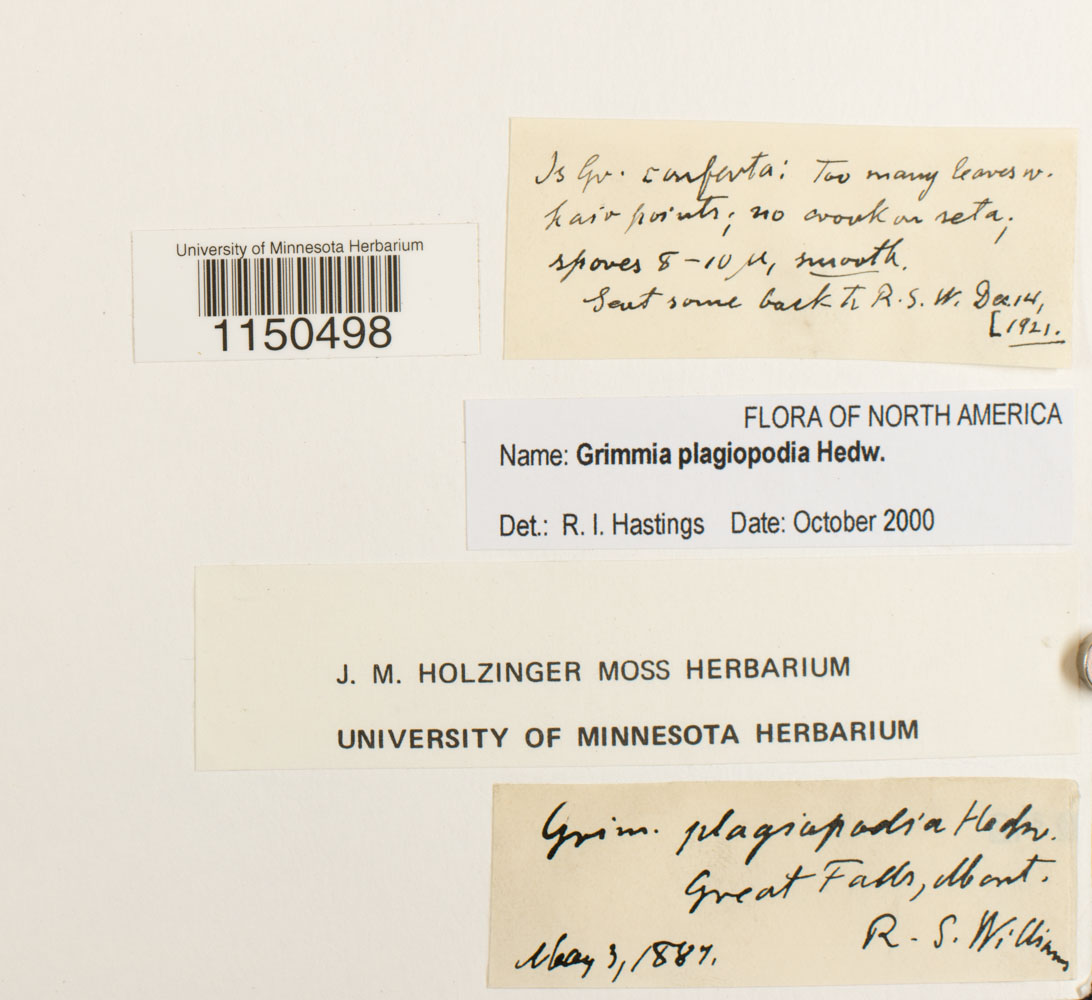 Is Gr. conferta: Too many leaves w.
hair points; no crook on seta;
spores 8-10 µ, smooth.
Sent some back to R. S. W. Dec. 14,
[1921.
University of Minnesota Herbarium
1150498
FLORA OF NORTH AMERICA
Name: Grimmia plagiopodia Hedw.
Det.: R. I. Hastings Date: October 2000
J. M. HOLZINGER MOSS HERBARIUM
UNIVERSITY OF MINNESOTA HERBARIUM
Grim. plagiopodia Hedw.
Great Falls, Mont.
R. S. Williams
May 3, 1887.